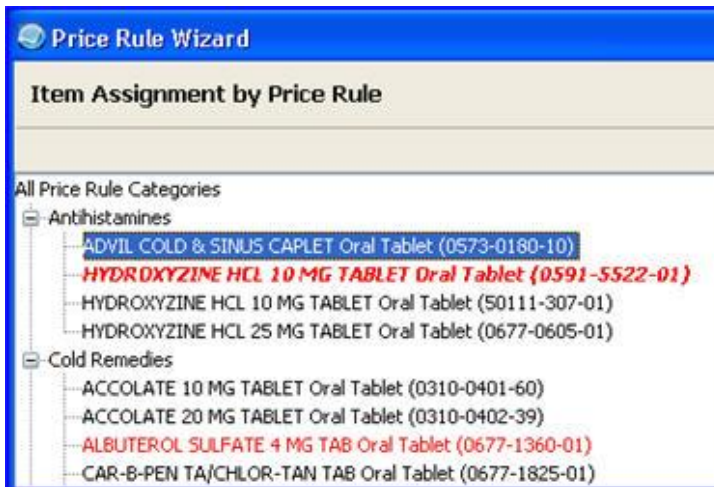 Price Rule Wizard
Item Assignment by Price Rule
All Price Rule Categories
Antihistamines
ADVIL COLD & SINUS CAPLET Oral Tablet (0573-0180-10)
HYDROXYZINE HCL 10 MG TABLET Oral Tablet (0591-5522-01)
HYDROXYZINE HCL 10 MG TABLET Oral Tablet (50111-307-01)
HYDROXYZINE HCL 25 MG TABLET Oral Tablet (0677-0605-01)
Cold Remedies
ACCOLATE 10 MG TABLET Oral Tablet (0310-0401-60)
ACCOLATE 20 MG TABLET Oral Tablet (0310-0402-39)
ALBUTEROL SULFATE 4 MG TAB Oral Tablet (0677-1360-01)
CAR-B-PEN TA/CHLOR-TAN TAB Oral Tablet (0677-1825-01)